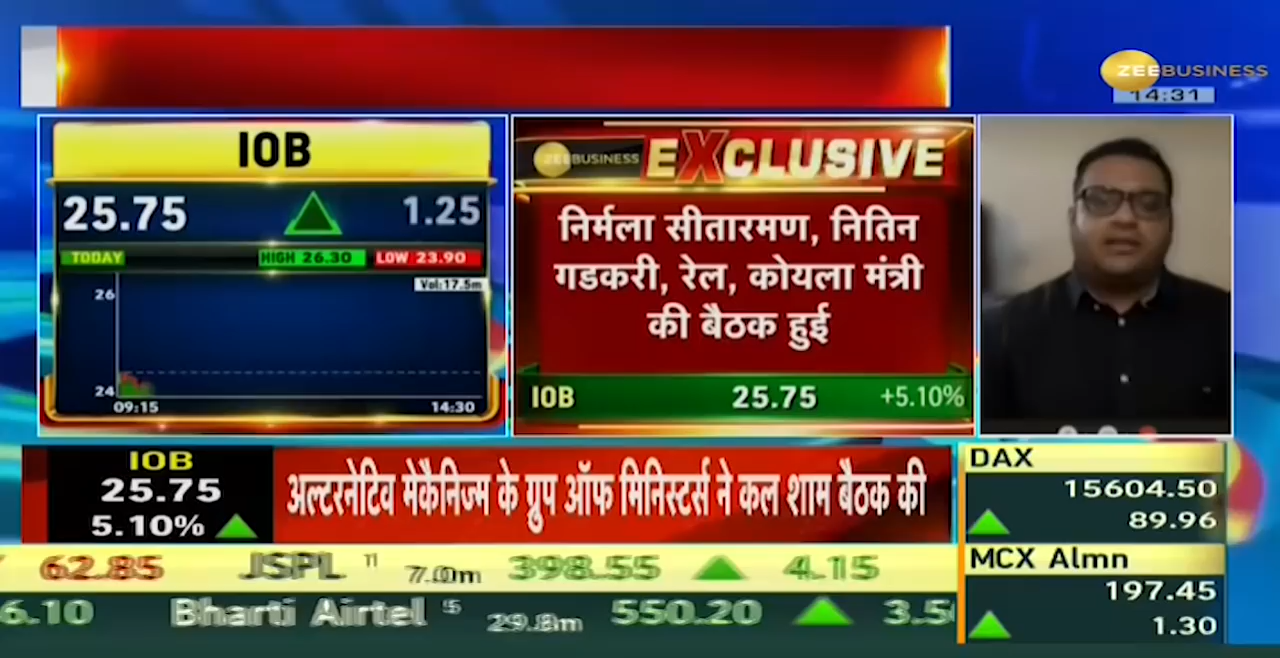 ZEEBUSINESS
14:31
IOB
25.75 1.25
TODAY HIGH 26.30 LOW 23.90
Vol:17.5m
26
24
09:15 14:30
ZEEBUSINESS EXCLUSIVE
निर्मला सीतारमण, नितिन
गडकरी, रेल, कोयला मंत्री
की बैठक हुई
IOB 25.75 +5.10%
IOB
25.75
5.10%
अल्टरनेटिव मेकैनिज्म के ग्रुप ऑफ मिनिस्टर्स ने कल शाम बैठक की
DAX
15604.50
89.96
MCX Almn
197.45
1.30
62.85 JSPL 7.0m 398.55 4.15
6.10 Bharti Airtel 29.8m 550.20 3.5